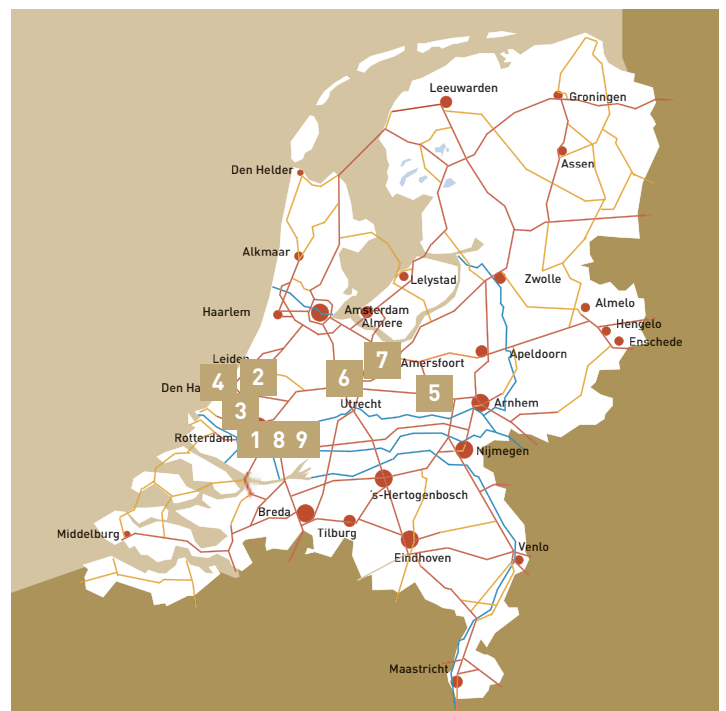 Leeuwarden
Groningen
Assen
Den Helder
Alkmaar
Zwolle
Lelystad
Almelo
Haarlem
Amsterdam
Almere
Hengelo
Enschede
Leiden
7
Amersfoort
Apeldoorn
4
2
6
Den Ha
5
Utrecht
Arnhem
3
Rotterdam
1 8 9
Nijmegen
's-Hertogenbosch
Breda
Tilburg
Middelburg
Eindhoven
Venlo
Maastricht